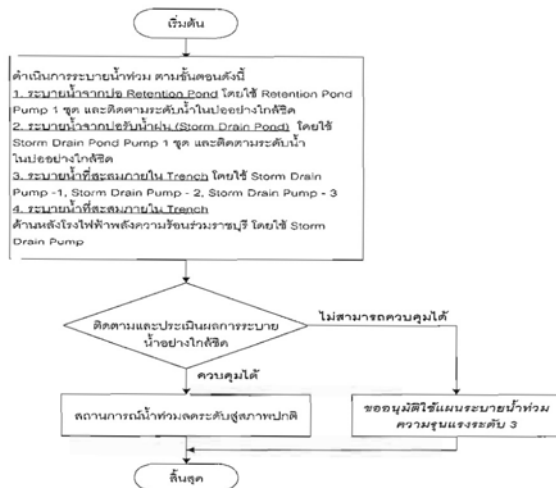 เริ่มต้น
ดำเนินการระบายน้ำท่วม ตามขั้นตอนดังนี้
1. ระบายน้ำจากบ่อ Retention Pond โดยใช้ Retention Pond
Pump 1 ชุด และติดตามระดับน้ำในบ่ออย่างใกล้ชิด
2. ระบายน้ำจากบ่อรับน้ำฝน (Storm Drain Pond) โดยใช้
Storm Drain Pond Pump 1 ชุด และติดตามระดับน้ำ
ในบ่ออย่างใกล้ชิด
3. ระบายน้ำที่สะสมภายใน Trench โดยใช้ Storm Drain
Pump -1, Storm Drain Pump - 2, Storm Drain Pump - 3
4. ระบายน้ำที่สะสมภายใน Trench
ด้านหลังโรงไฟฟ้าพลังความร้อนร่วมราชบุรี โดยใช้ Storm
Drain Pump
ติดตามและประเมินผลการระบาย
น้ำอย่างใกล้ชิด
ไม่สามารถควบคุมได้
ควบคุมได้
สถานการณ์น้ำท่วมลดระดับสู่สภาพปกติ
ขออนุมัติใช้แผนระบายน้ำท่วม
ความรุนแรงระดับ 3
สิ้นสุด